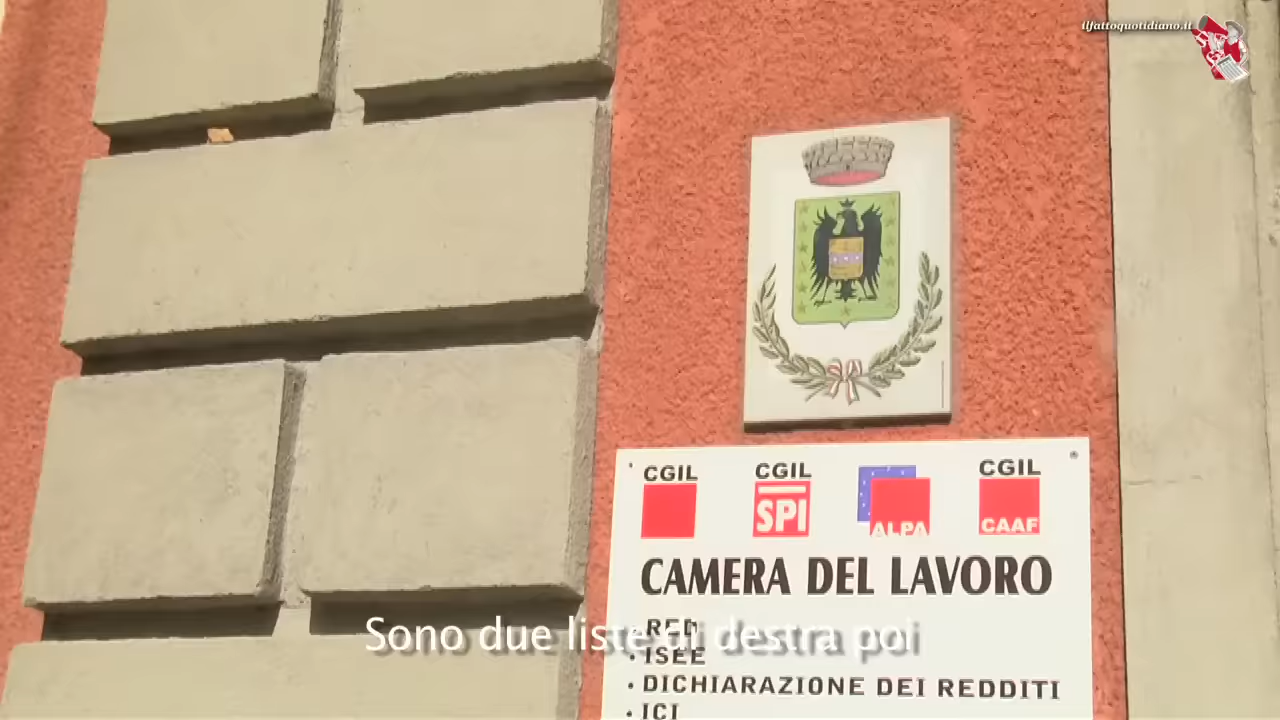 ilfattoquotidiano.it
CGIL CGIL CGIL
SPI ALPA CAAF
CAMERA DEL LAVORO
• RED
• ISEE
• DICHIARAZIONE DEI REDDITI
• ICI
Sono due liste di destra poi